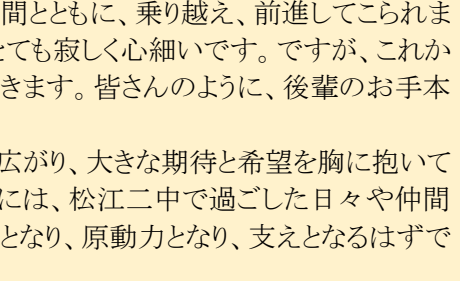 間とともに、乗り越え、前進してこられま
とても寂しく心細いです。ですが、これか
きます。皆さんのように、後輩のお手本
広がり、大きな期待と希望を胸に抱いて
には、松江二中で過ごした日々や仲間
となり、原動力となり、支えとなるはずで